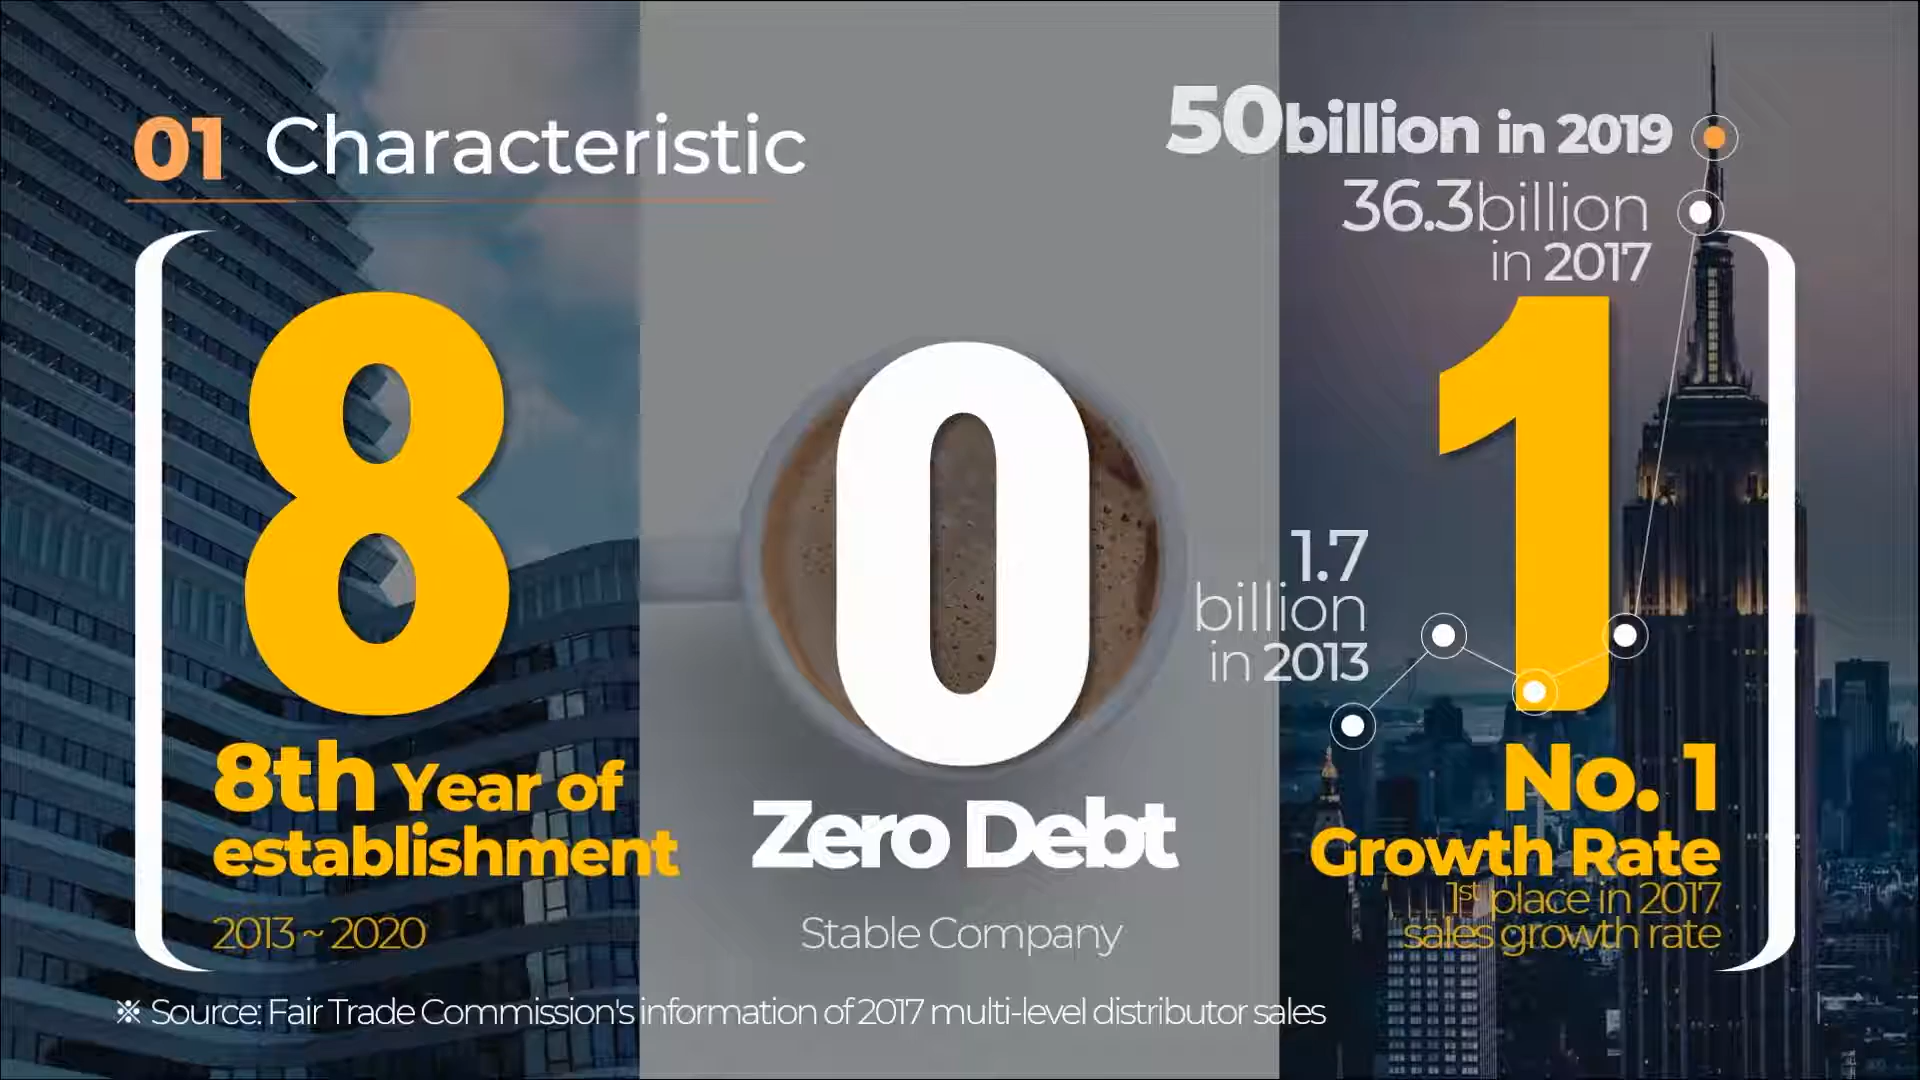 01 Characteristic
50billion in 2019
36.3billion
in 2017
8
0
1
1.7
billion
in 2013
8th Year of
establishment
2013 ~ 2020
Zero Debt
Stable Company
No. 1
Growth Rate
1st place in 2017
sales growth rate
※ Source: Fair Trade Commission's information of 2017 multi-level distributor sales